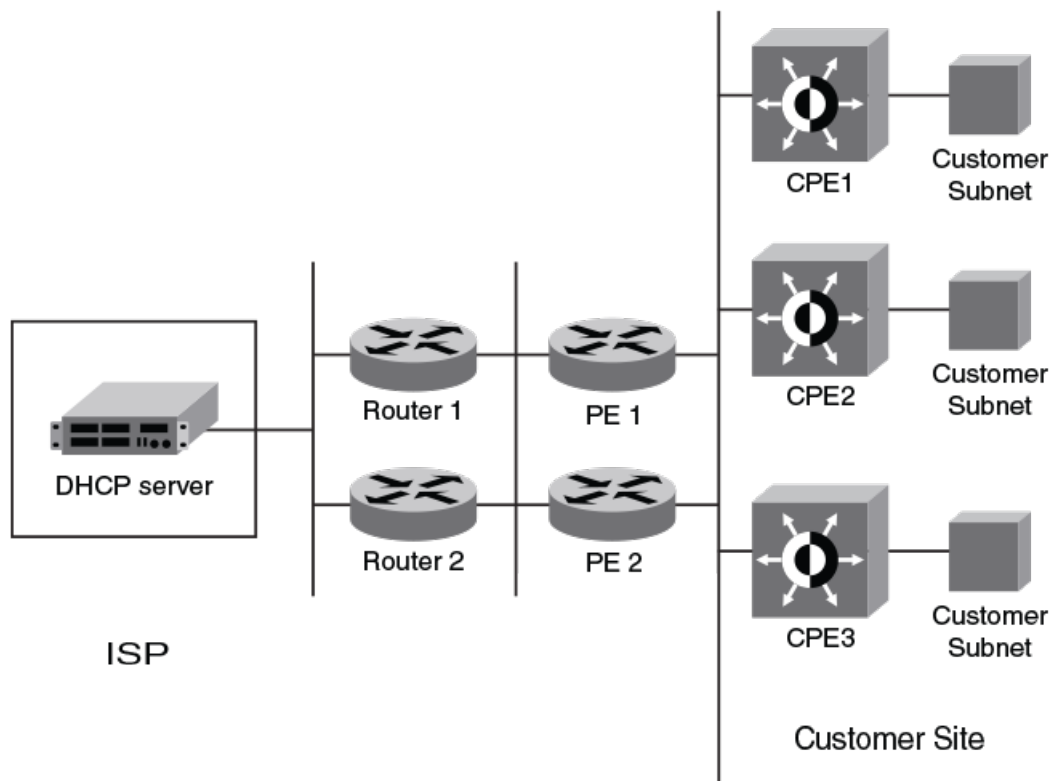 CPE1
Customer
Subnet
CPE2
Customer
Subnet
Router 1
PE 1
DHCP server
Router 2
PE 2
CPE3
Customer
Subnet
ISP
Customer Site